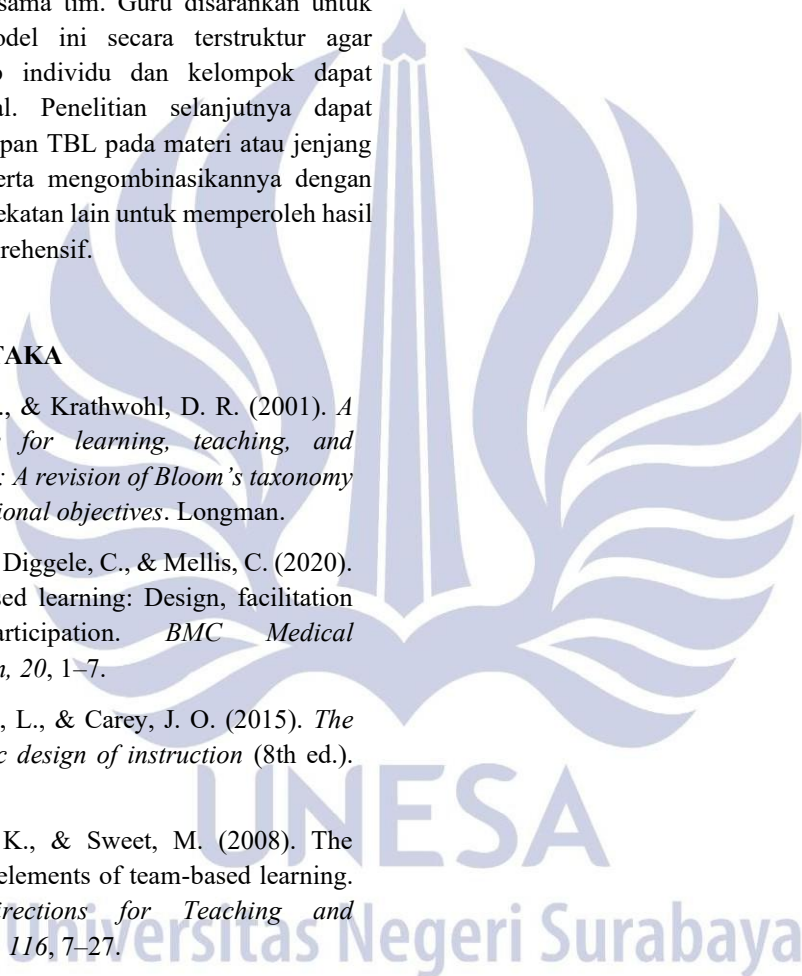 sama tim. Guru disarankan untuk
odel ini secara terstruktur agar
individu dan kelompok dapat
al. Penelitian selanjutnya dapat
pan TBL pada materi atau jenjang
erta mengombinasikannya dengan
ekatan lain untuk memperoleh hasil
rehensif.
TAKA
., & Krathwohl, D. R. (2001). A
for learning, teaching, and
: A revision of Bloom’s taxonomy
ional objectives. Longman.
Diggele, C., & Mellis, C. (2020).
sed learning: Design, facilitation
articipation. BMC Medical
n, 20, 1–7.
, L., & Carey, J. O. (2015). The
c design of instruction (8th ed.).
K., & Sweet, M. (2008). The
elements of team-based learning.
irections for Teaching and
116, 7–27.
UNESA
Universitas Negeri Surabaya